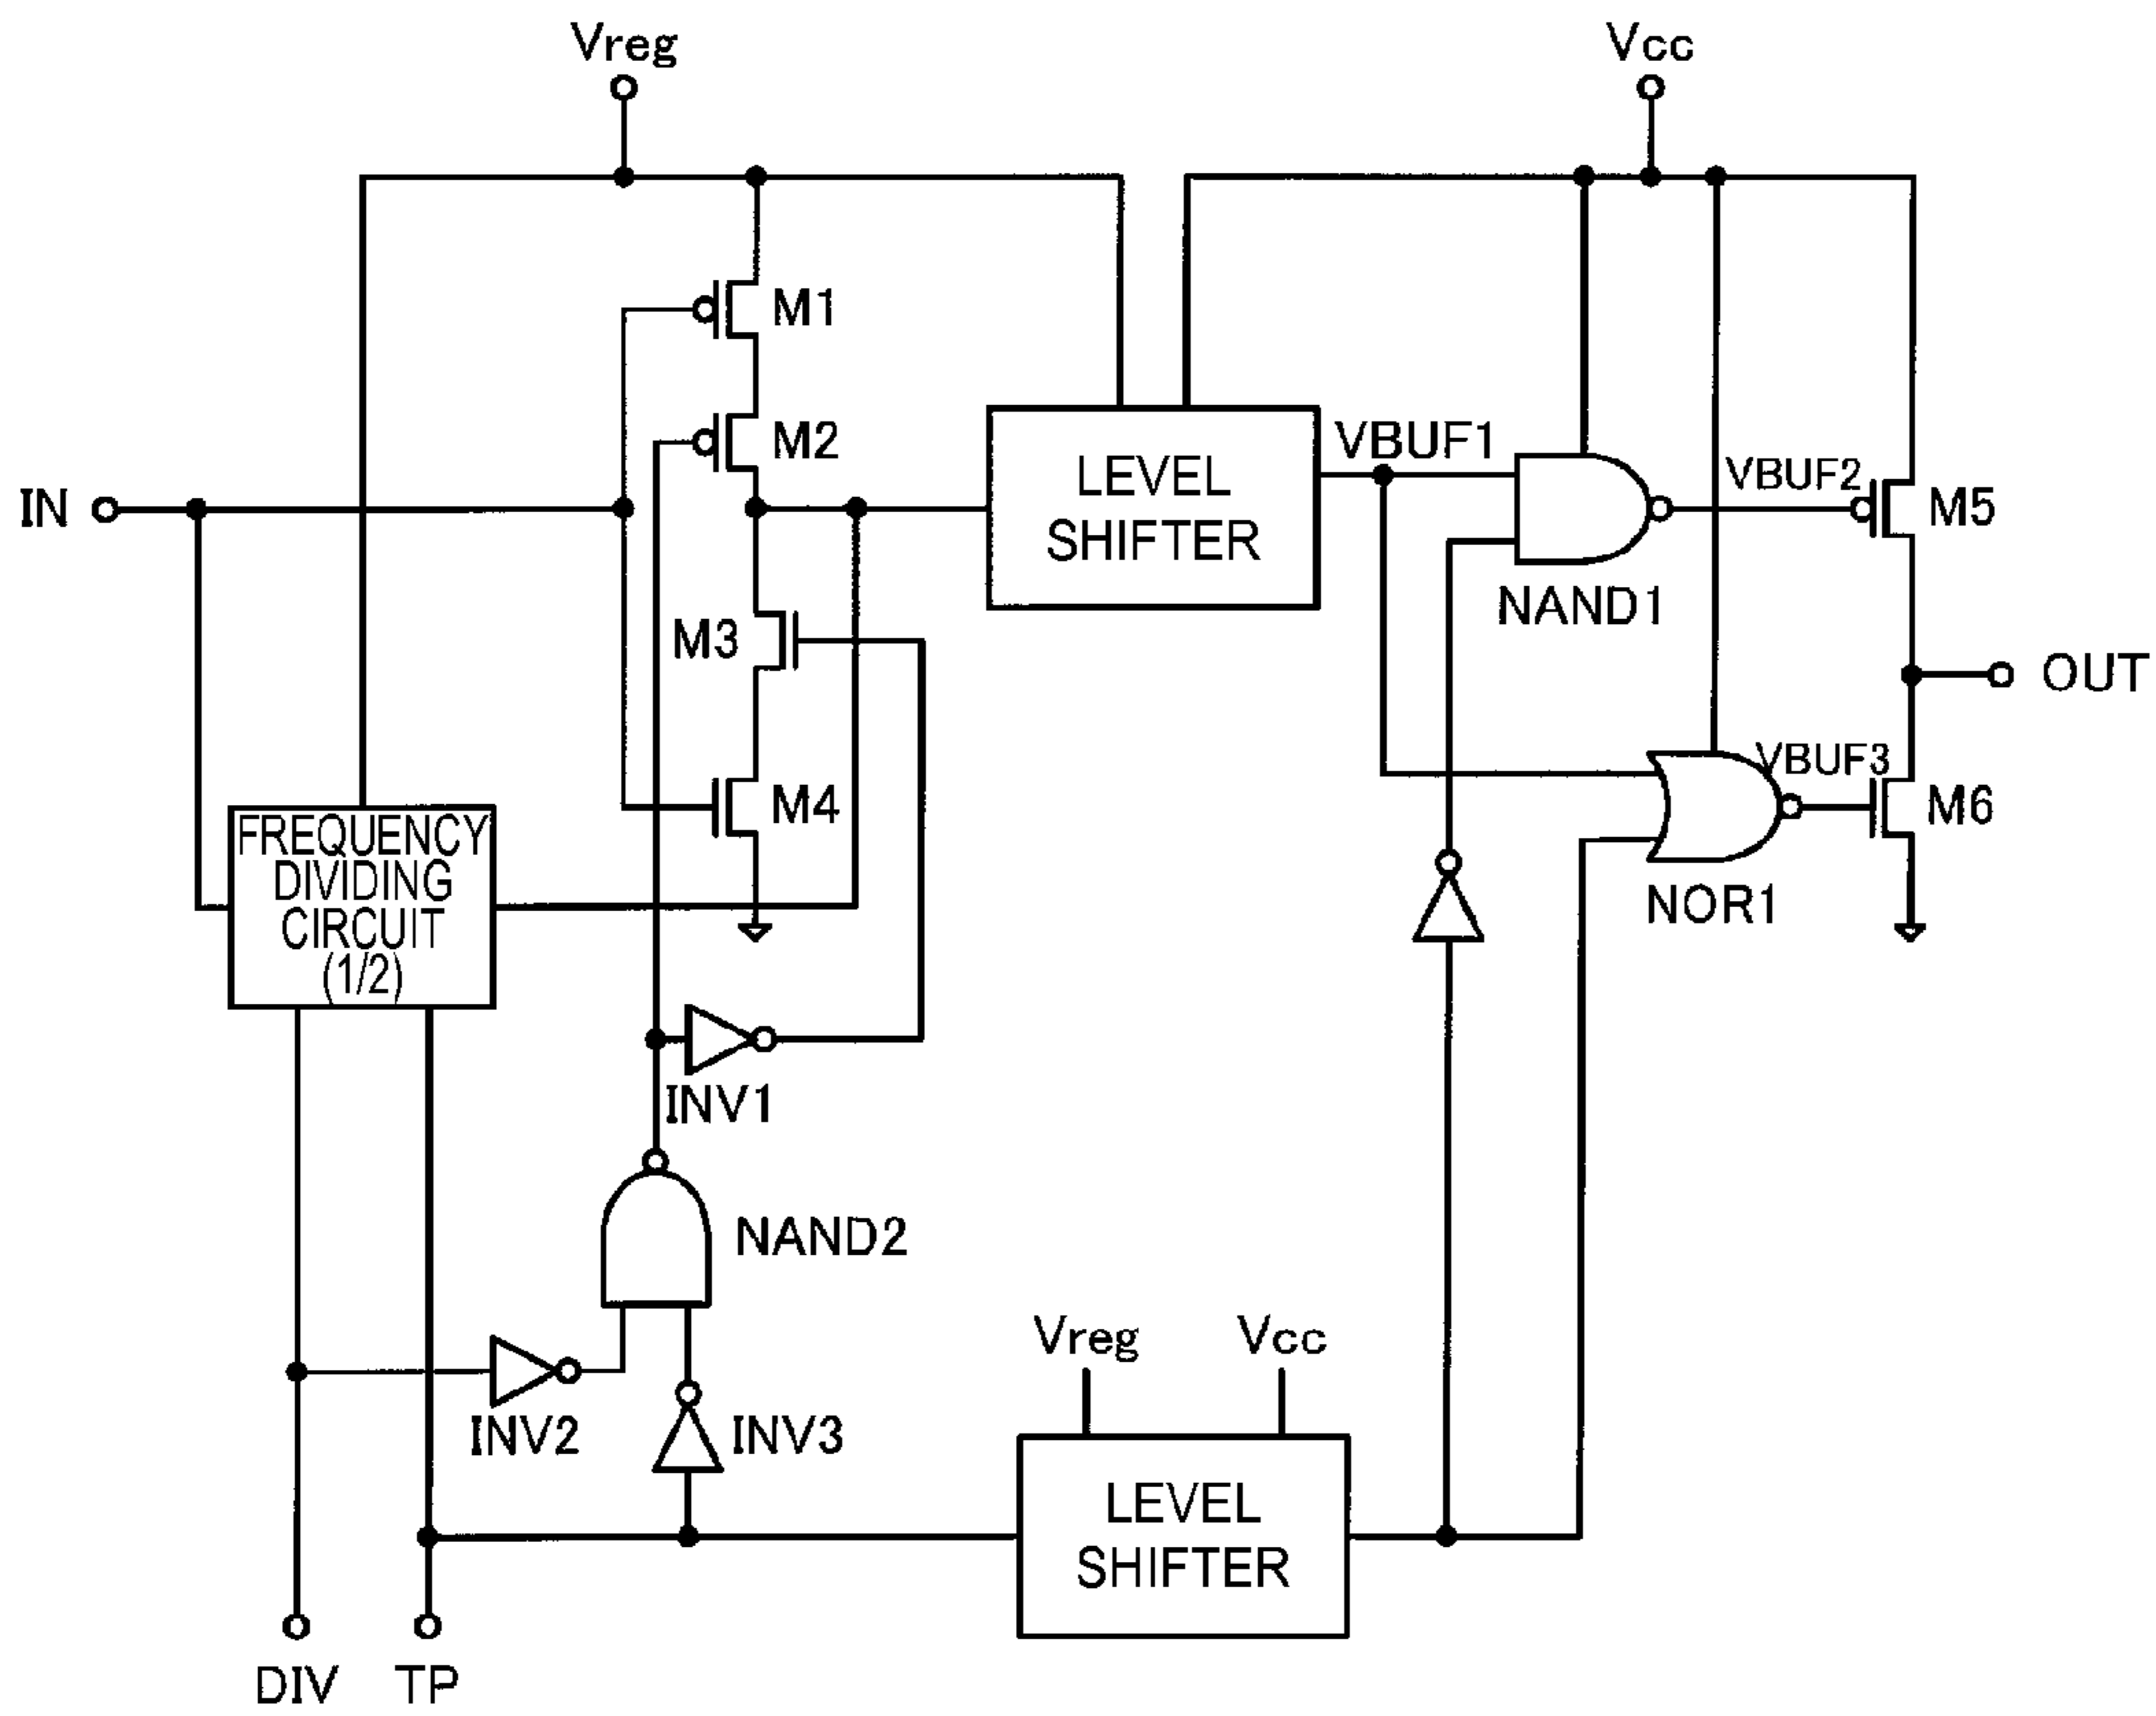 Vreg
Vcc
M1
M2
IN
LEVEL
SHIFTER
VBUF1
VBUF2
M5
NAND1
M3
OUT
VBUF3
M4
M6
FREQUENCY
DIVIDING
CIRCUIT
(1/2)
NOR1
INV1
NAND2
Vreg
Vcc
INV2
INV3
LEVEL
SHIFTER
DIV
TP